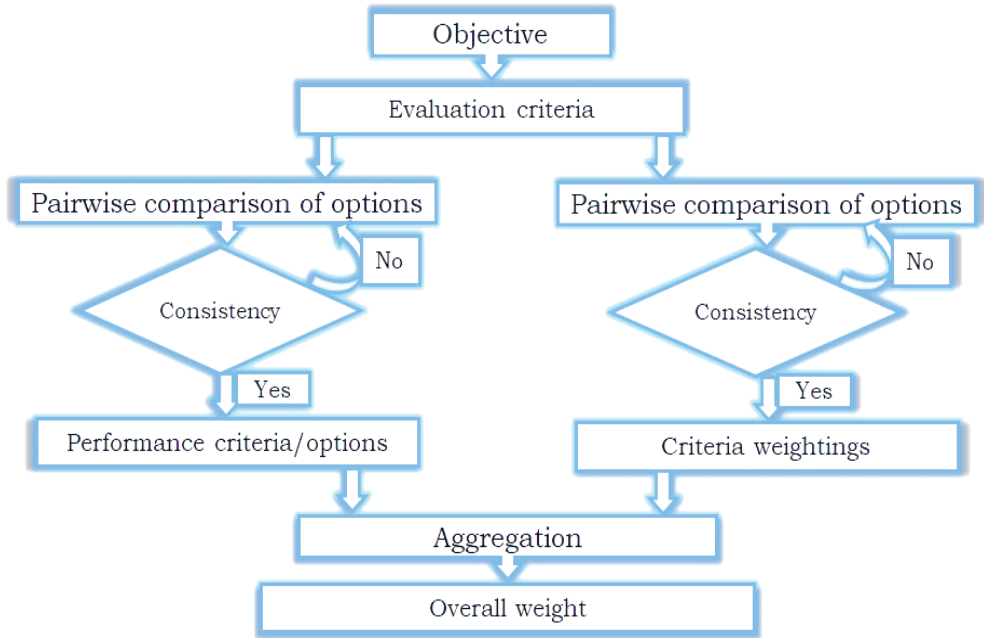 Objective
Evaluation criteria
Pairwise comparison of options
Pairwise comparison of options
No
No
Consistency
Consistency
Yes
Yes
Performance criteria/options
Criteria weightings
Aggregation
Overall weight